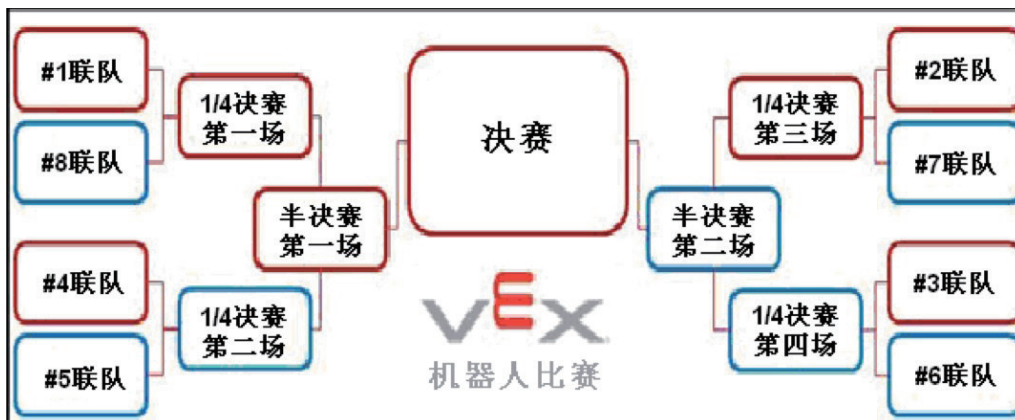 #1联队
#8联队
#4联队
#5联队
1/4决赛
第一场
1/4决赛
第二场
半决赛
第一场
决赛
VEX
机器人比赛
半决赛
第二场
1/4决赛
第三场
1/4决赛
第四场
#2联队
#7联队
#3联队
#6联队